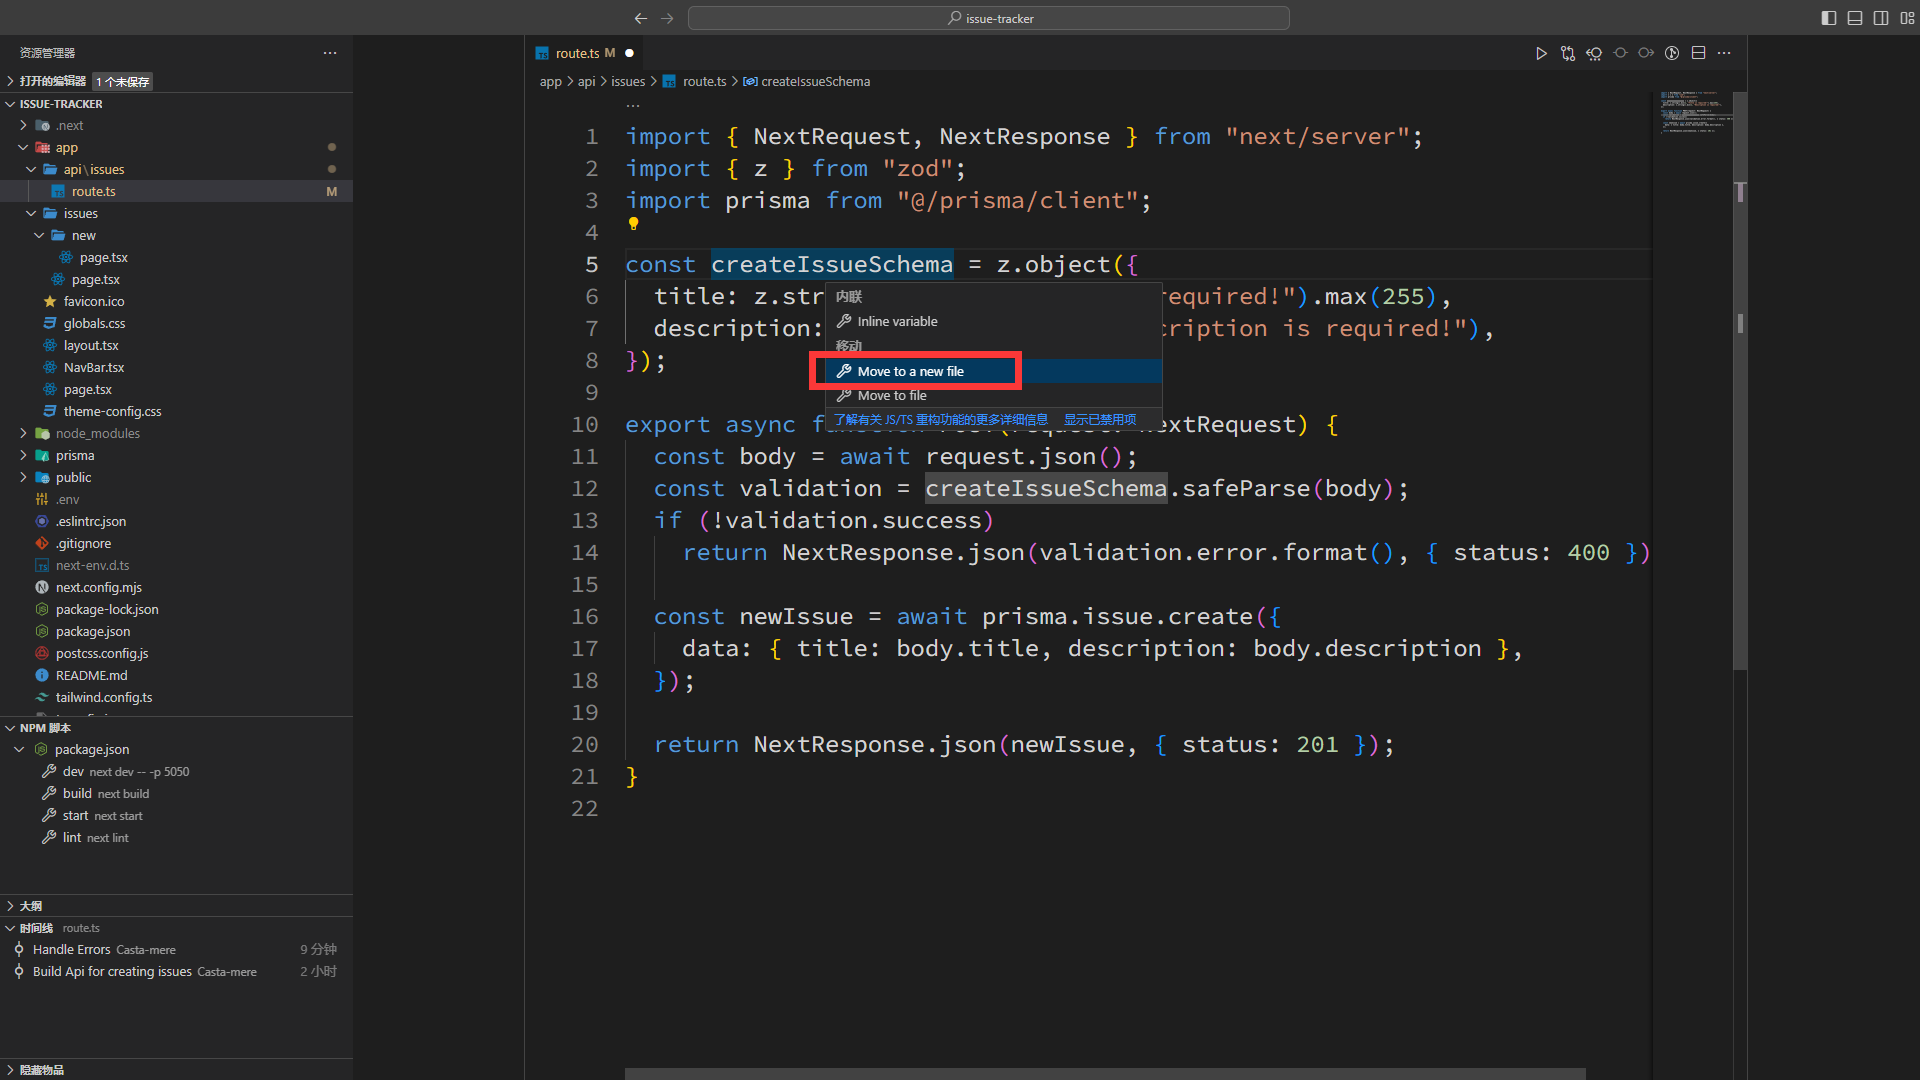 issue-tracker
资源管理器
打开的编辑器 1 个未保存
ISSUE-TRACKER
.next
app
api\issues
route.ts M
issues
new
page.tsx
page.tsx
favicon.ico
globals.css
layout.tsx
NavBar.tsx
page.tsx
theme-config.css
node_modules
prisma
public
.env
.eslintrc.json
.gitignore
next-env.d.ts
next.config.mjs
package-lock.json
package.json
postcss.config.js
README.md
tailwind.config.ts
NPM 脚本
package.json
dev next dev -- -p 5050
build next build
start next start
lint next lint
大纲
时间线 route.ts
Handle Errors Casta-mere 9 分钟
Build Api for creating issues Casta-mere 2 小时
隐藏物品
route.ts M
app > api > issues > route.ts > createIssueSchema
1 import { NextRequest, NextResponse } from "next/server";
2 import { z } from "zod";
3 import prisma from "@/prisma/client";
4
5 const createIssueSchema = z.object({
6 title: z.str required!").max(255),
7 description: cription is required!"),
8 });
9
10 export async request: NextRequest) {
11 const body = await request.json();
12 const validation = createIssueSchema.safeParse(body);
13 if (!validation.success)
14 return NextResponse.json(validation.error.format(), { status: 400 })
15
16 const newIssue = await prisma.issue.create({
17 data: { title: body.title, description: body.description },
18 });
19
20 return NextResponse.json(newIssue, { status: 201 });
21 }
22
内联
Inline variable
移动
Move to a new file
Move to file
了解有关 JS/TS 重构功能的更多详细信息 显示已禁用项